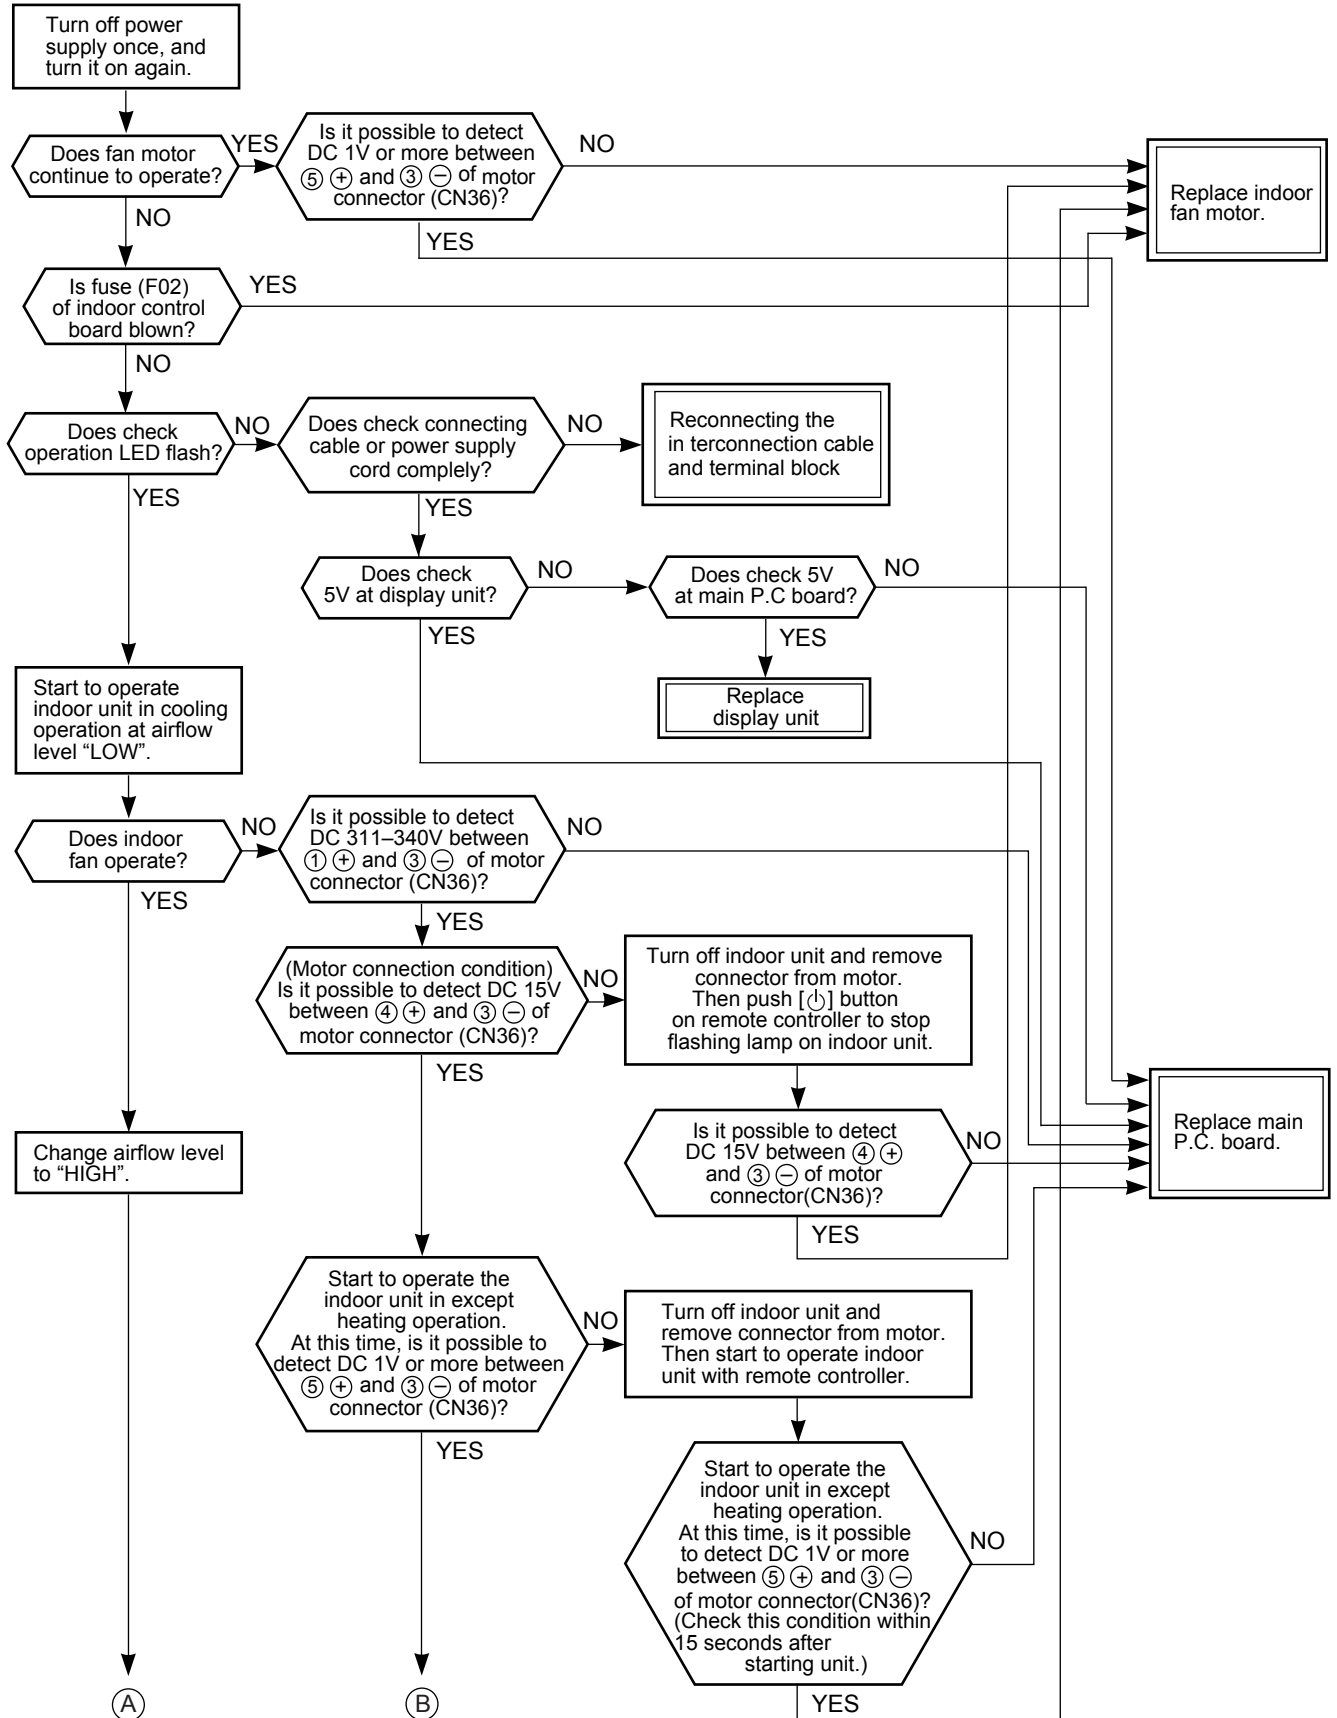 Turn off power
supply once, and
turn it on again.
Does fan motor
continue to operate?
YES
NO
Is it possible to detect
DC 1V or more between
⑤ ⊕ and ③ ⊖ of motor
connector (CN36)?
NO
YES
Replace indoor
fan motor.
Is fuse (F02)
of indoor control
board blown?
YES
NO
Does check
operation LED flash?
NO
YES
Does check connecting
cable or power supply
cord complely?
NO
YES
Reconnecting the
in terconnection cable
and terminal block
Does check
5V at display unit?
NO
YES
Does check 5V
at main P.C board?
NO
YES
Replace
display unit
Start to operate
indoor unit in cooling
operation at airflow
level “LOW”.
Does indoor
fan operate?
NO
YES
Is it possible to detect
DC 311–340V between
① ⊕ and ③ ⊖ of motor
connector (CN36)?
NO
YES
(Motor connection condition)
Is it possible to detect DC 15V
between ④ ⊕ and ③ ⊖ of
motor connector (CN36)?
NO
YES
Turn off indoor unit and remove
connector from motor.
Then push [⏻] button
on remote controller to stop
flashing lamp on indoor unit.
Is it possible to detect
DC 15V between ④ ⊕
and ③ ⊖ of motor
connector(CN36)?
NO
YES
Replace main
P.C. board.
Change airflow level
to “HIGH”.
Start to operate the
indoor unit in except
heating operation.
At this time, is it possible to
detect DC 1V or more between
⑤ ⊕ and ③ ⊖ of motor
connector (CN36)?
NO
YES
Turn off indoor unit and
remove connector from motor.
Then start to operate indoor
unit with remote controller.
Start to operate the
indoor unit in except
heating operation.
At this time, is it possible
to detect DC 1V or more
between ⑤ ⊕ and ③ ⊖
of motor connector(CN36)?
(Check this condition within
15 seconds after
starting unit.)
NO
YES
Ⓐ
Ⓑ